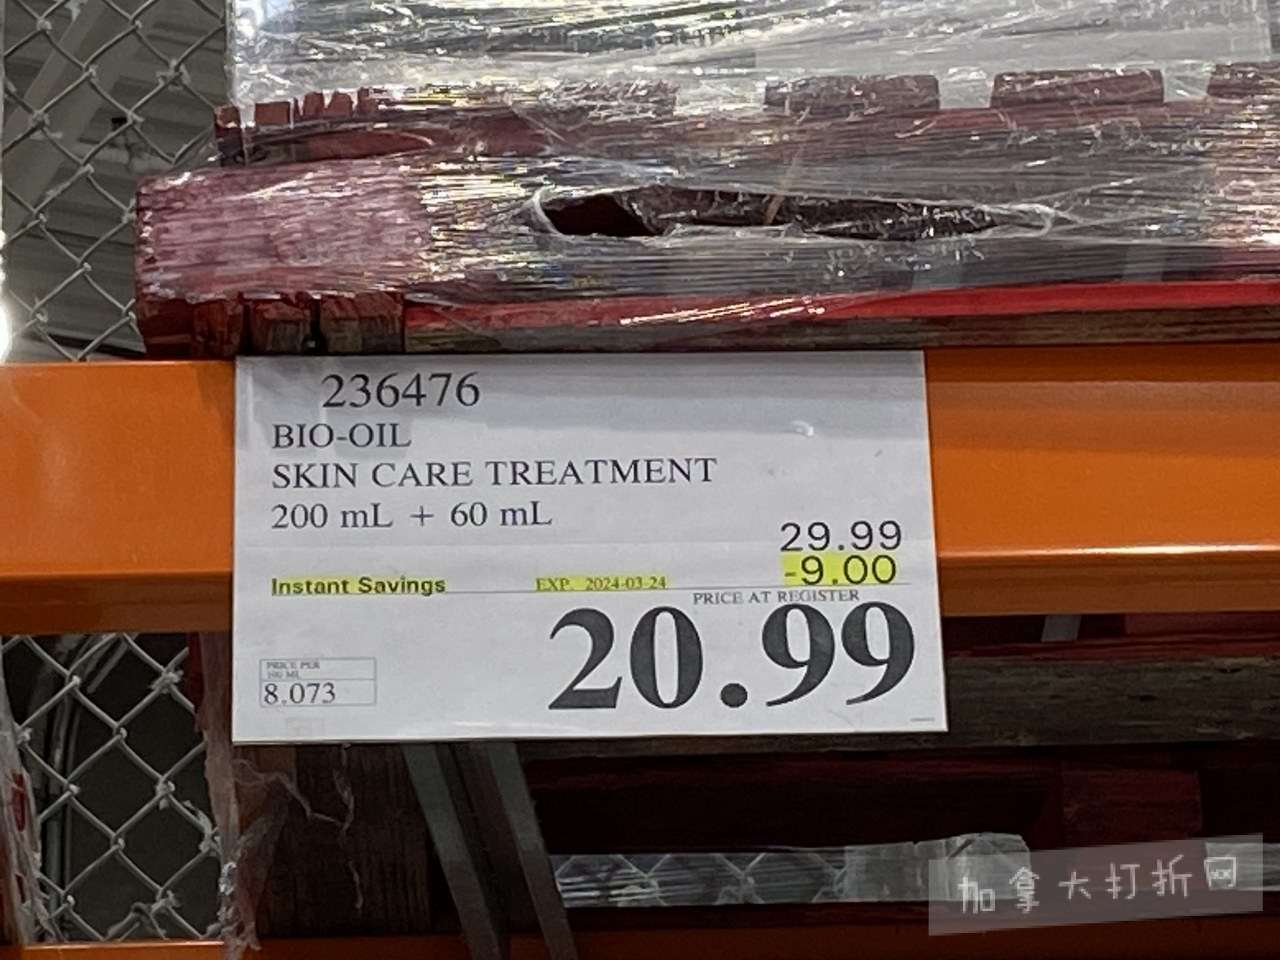 236476
BIO-OIL
SKIN CARE TREATMENT
200 mL + 60 mL
29.99
-9.00
Instant Savings EXP. 2024-03-24
PRICE AT REGISTER
20.99
PRICE PER
100 ML
8.073
加拿大打折网